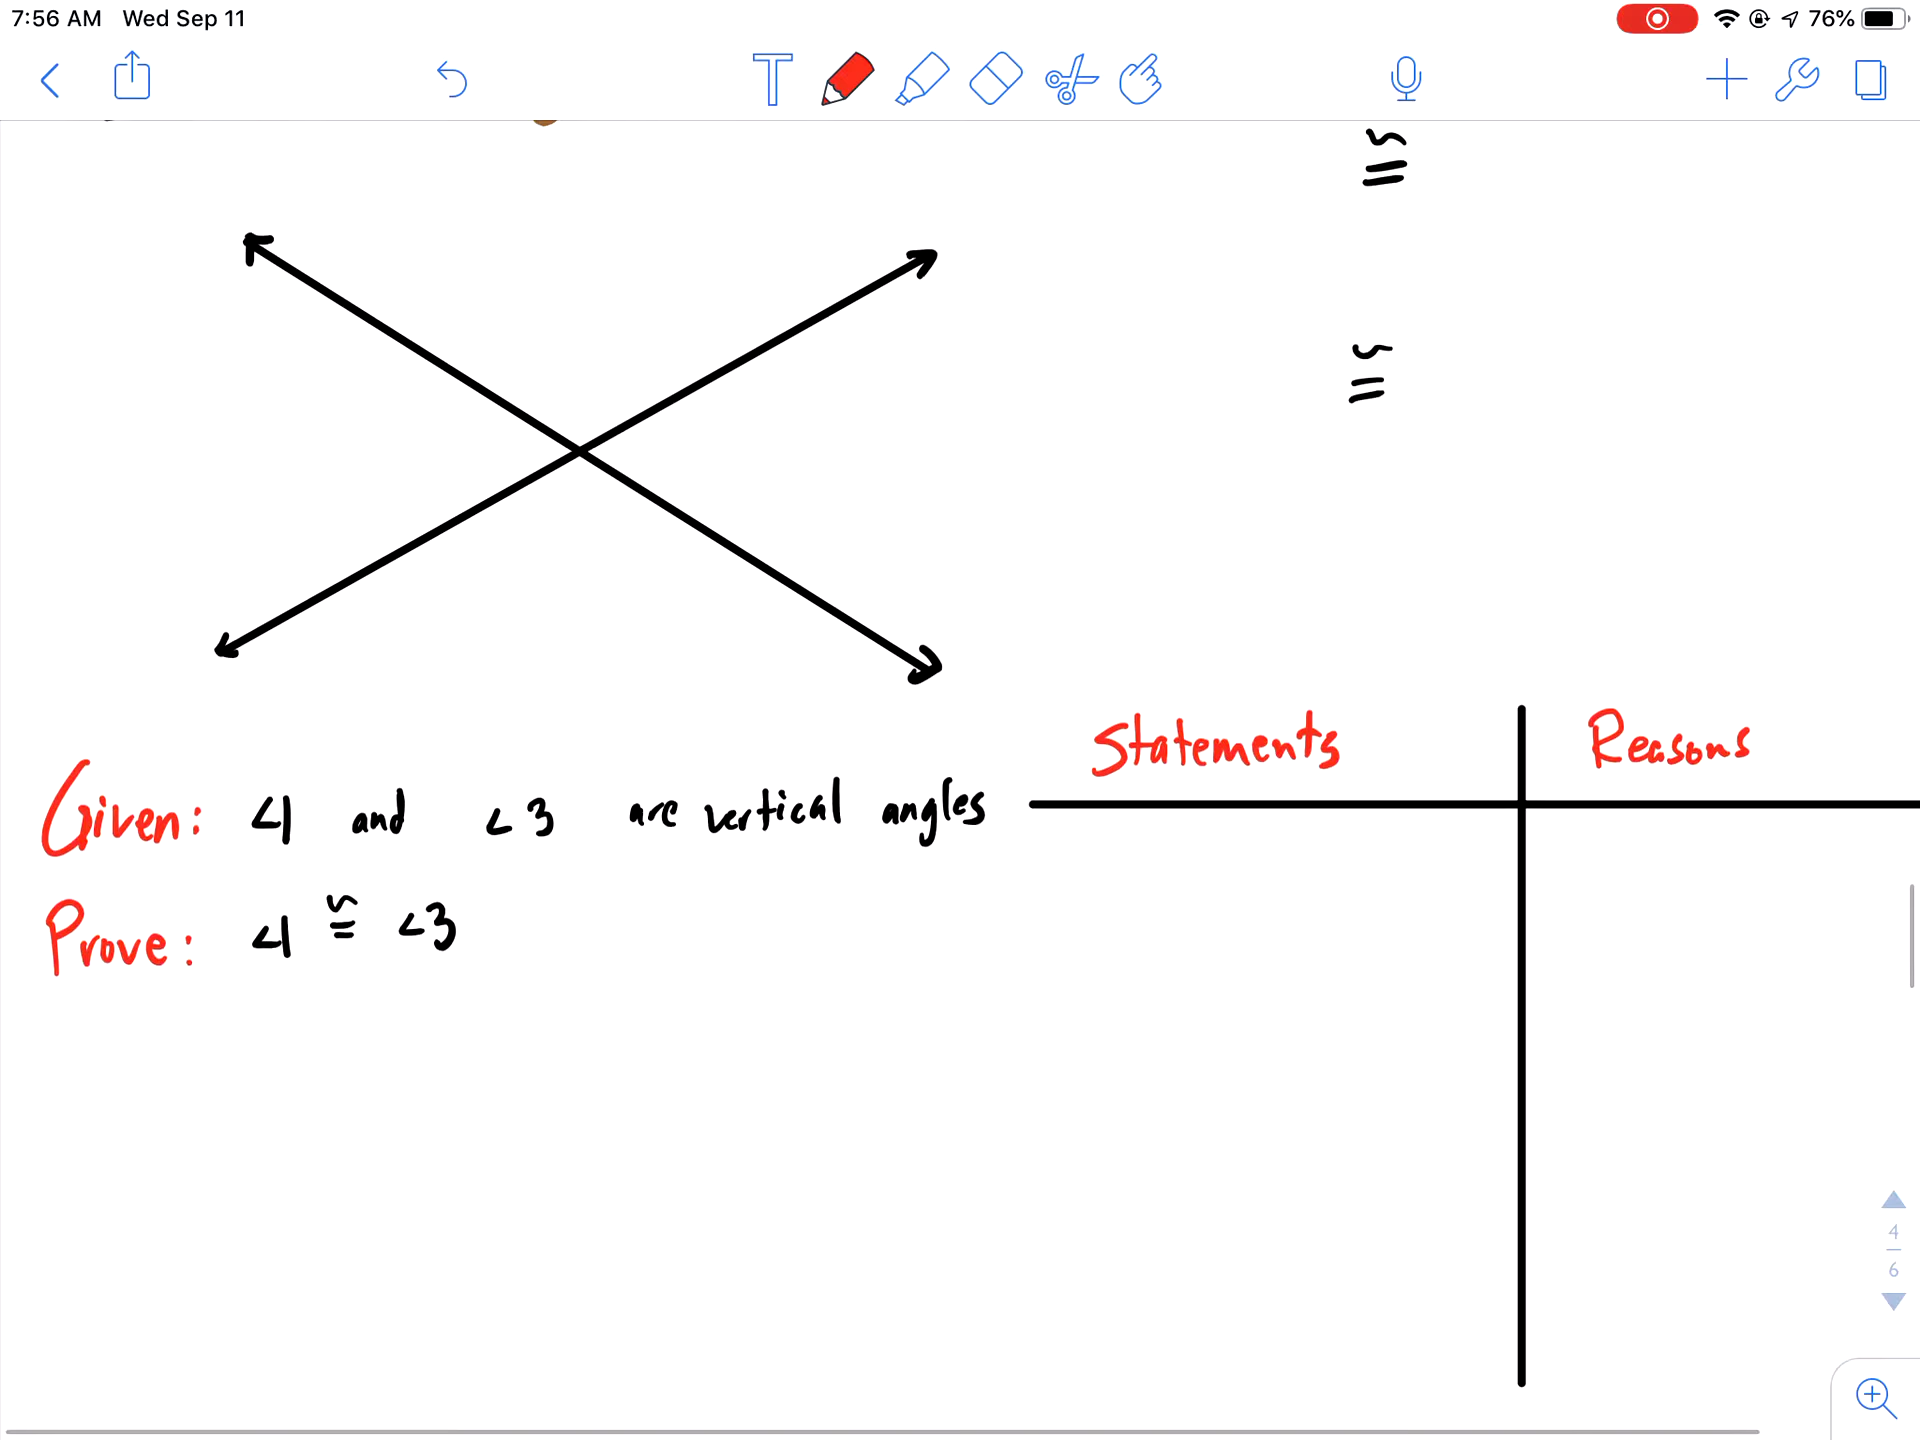 7:56 AM Wed Sep 11 76%
T
≅
≅
Statements Reasons
Given: ∠1 and ∠3 are vertical angles
Prove: ∠1 ≅ ∠3
4
6